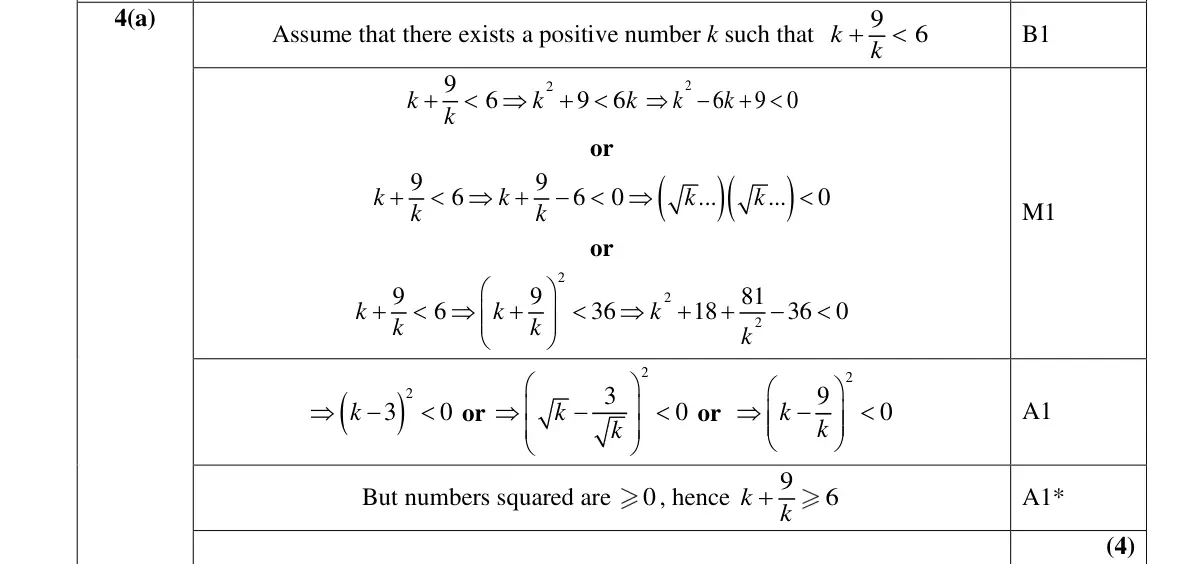 4(a)
Assume that there exists a positive number k such that k + 9/k < 6 B1
k + 9/k < 6 ⇒ k² + 9 < 6k ⇒ k² − 6k + 9 < 0
or
k + 9/k < 6 ⇒ k + 9/k − 6 < 0 ⇒ (√k...)(√k...) < 0
M1
or
k + 9/k < 6 ⇒ (k + 9/k)² < 36 ⇒ k² + 18 + 81/k² − 36 < 0
⇒ (k − 3)² < 0 or ⇒ (√k − 3/√k)² < 0 or ⇒ (k − 9/k)² < 0 A1
But numbers squared are ⩾ 0, hence k + 9/k ⩾ 6 A1*
(4)